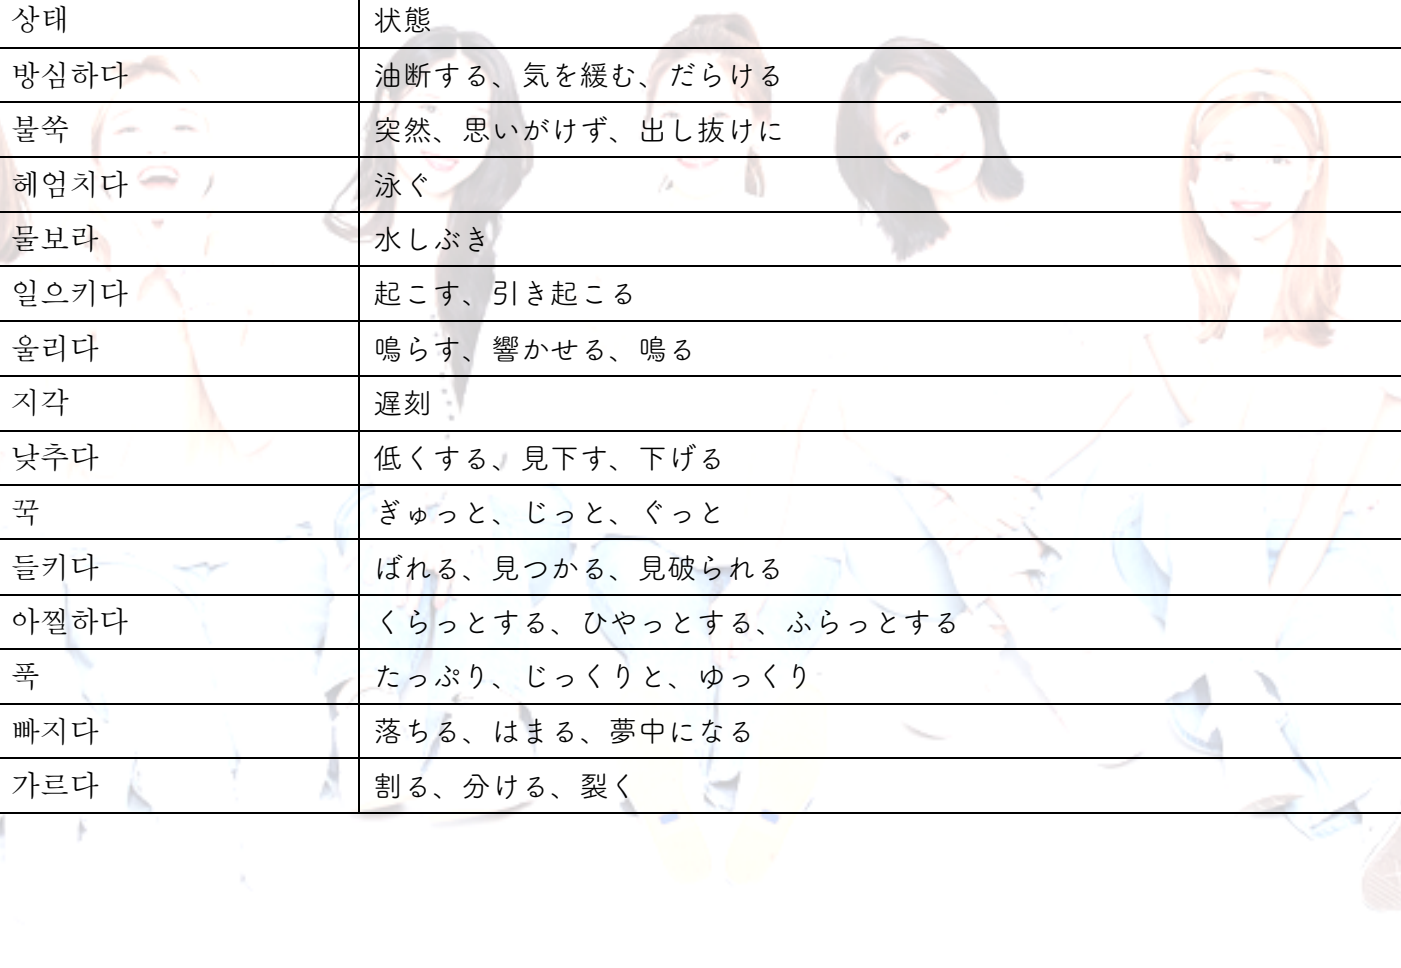 상태 状態
방심하다 油断する、気を緩む、だらける
불쑥 突然、思いがけず、出し抜けに
헤엄치다 泳ぐ
물보라 水しぶき
일으키다 起こす、引き起こる
울리다 鳴らす、響かせる、鳴る
지각 遅刻
낮추다 低くする、見下す、下げる
꾹 ぎゅっと、じっと、ぐっと
들키다 ばれる、見つかる、見破られる
아찔하다 くらっとする、ひやっとする、ふらっとする
푹 たっぷり、じっくりと、ゆっくり
빠지다 落ちる、はまる、夢中になる
가르다 割る、分ける、裂く